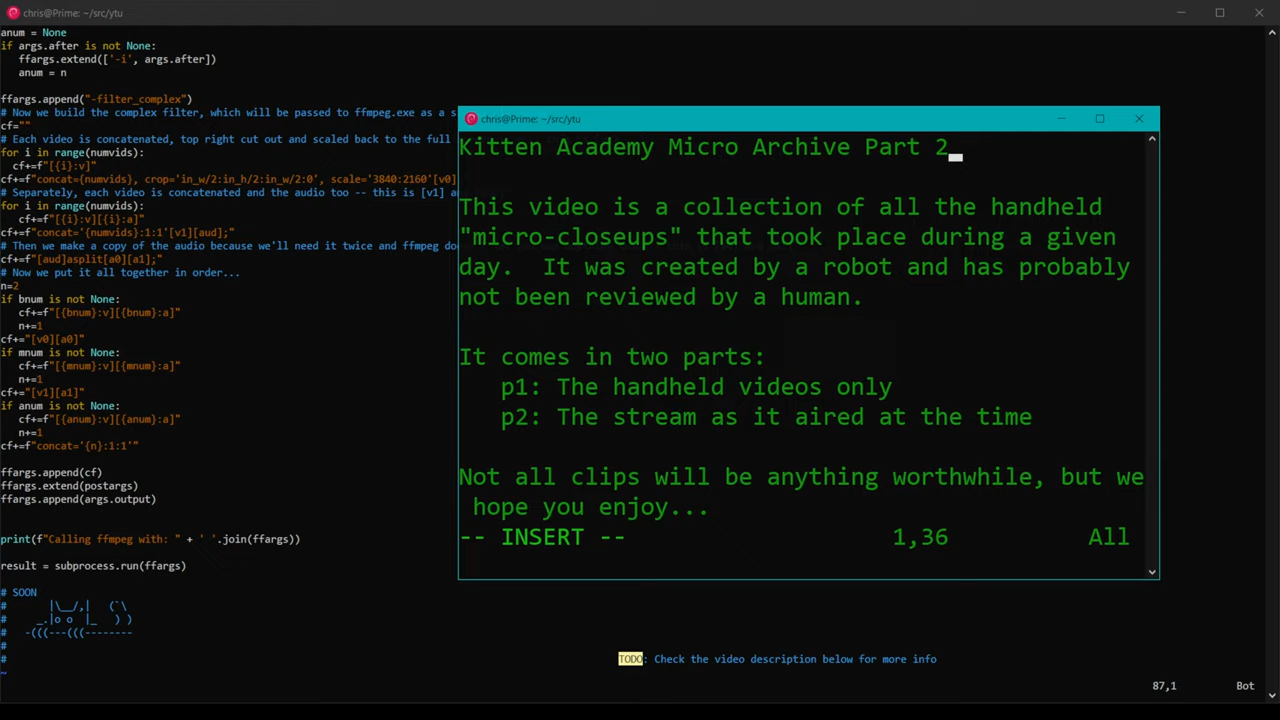 chris@Prime: ~/src/ytu
anum = None
if args.after is not None:
   ffargs.extend(['-i', args.after])
   anum = n

ffargs.append("-filter_complex")
# Now we build the complex filter, which will be passed to ffmpeg.exe as a s
cf=""
# Each video is concatenated, top right cut out and scaled back to the full
for i in range(numvids):
  cf+=f"[{i}:v]"
cf+=f"concat={numvids}, crop='in_w/2:in_h/2:in_w/2:0', scale='3840:2160'[v0]
# Separately, each video is concatenated and the audio too -- this is [v1] a
for i in range(numvids):
   cf+=f"[{i}:v][{i}:a]"
cf+=f"concat='{numvids}:1:1'[v1][aud];"
# Then we make a copy of the audio because we'll need it twice and ffmpeg do
cf+="[aud]asplit[a0][a1];"
# Now we put it all together in order...
n=2
if bnum is not None:
   cf+=f"[{bnum}:v][{bnum}:a]"
   n+=1
cf+="[v0][a0]"
if mnum is not None:
   cf+=f"[{mnum}:v][{mnum}:a]"
   n+=1
cf+="[v1][a1]"
if anum is not None:
   cf+=f"[{anum}:v][{anum}:a]"
   n+=1
cf+=f"concat='{n}:1:1'"

ffargs.append(cf)
ffargs.extend(postargs)
ffargs.append(args.output)

print(f"Calling ffmpeg with: " + ' '.join(ffargs))

result = subprocess.run(ffargs)

# SOON
#      |\__/,|   (`\
#    _.|o o  |_   ) )
#  -(((---(((--------
#
#
~
chris@Prime: ~/src/ytu
Kitten Academy Micro Archive Part 2

This video is a collection of all the handheld
"micro-closeups" that took place during a given
day.  It was created by a robot and has probably
not been reviewed by a human.

It comes in two parts:
   p1: The handheld videos only
   p2: The stream as it aired at the time

Not all clips will be anything worthwhile, but we
 hope you enjoy...
-- INSERT -- 1,36 All
TODO: Check the video description below for more info
87,1 Bot